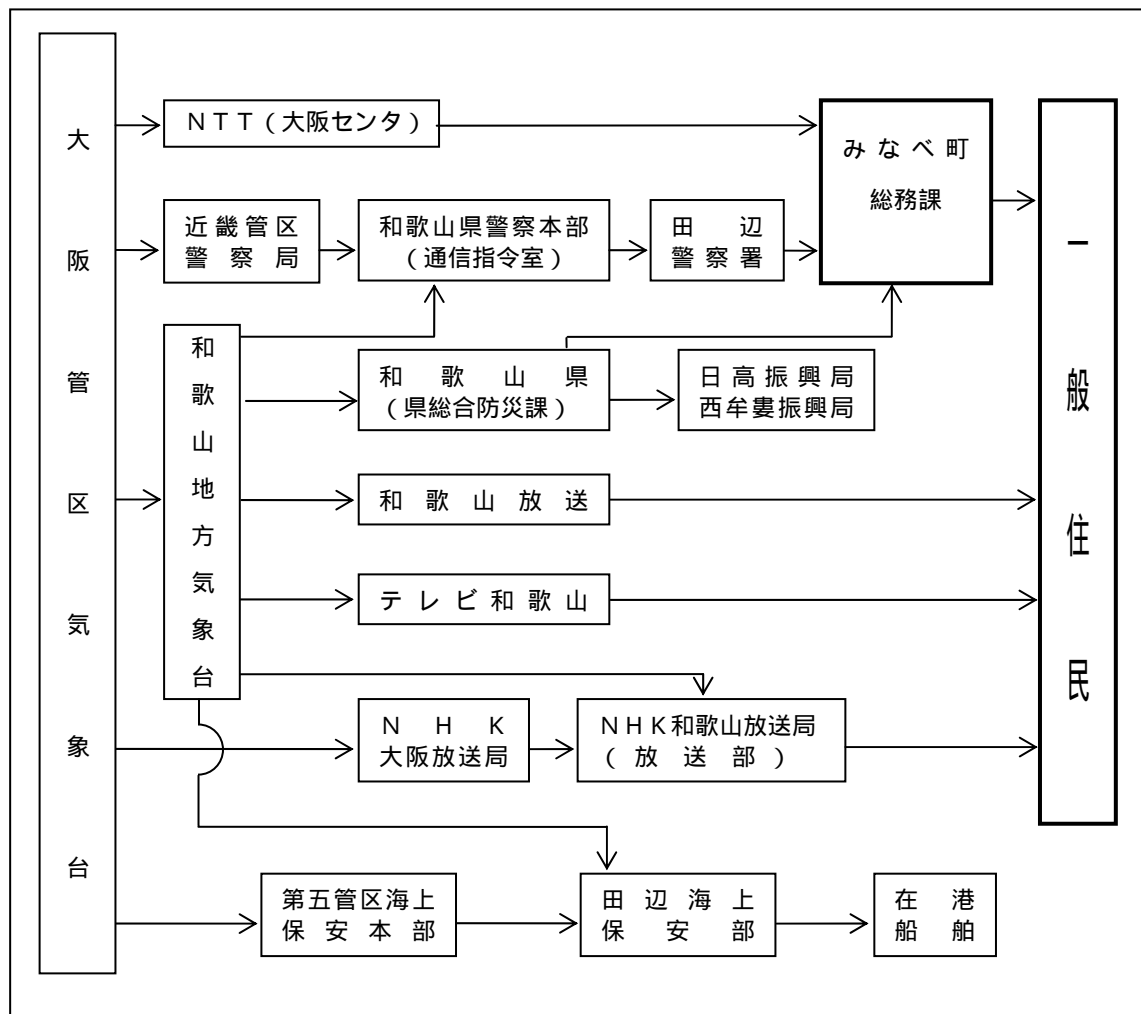 大阪管区気象台
NTT（大阪センタ）
みなべ町
総務課
一般住民
近畿管区
警察局
和歌山県警察本部
（通信指令室）
田辺
警察署
和歌山地方気象台
和歌山県
（県総合防災課）
日高振興局
西牟婁振興局
和歌山放送
テレビ和歌山
NHK
大阪放送局
NHK和歌山放送局
（放送部）
第五管区海上
保安本部
田辺海上
保安部
在港
船舶